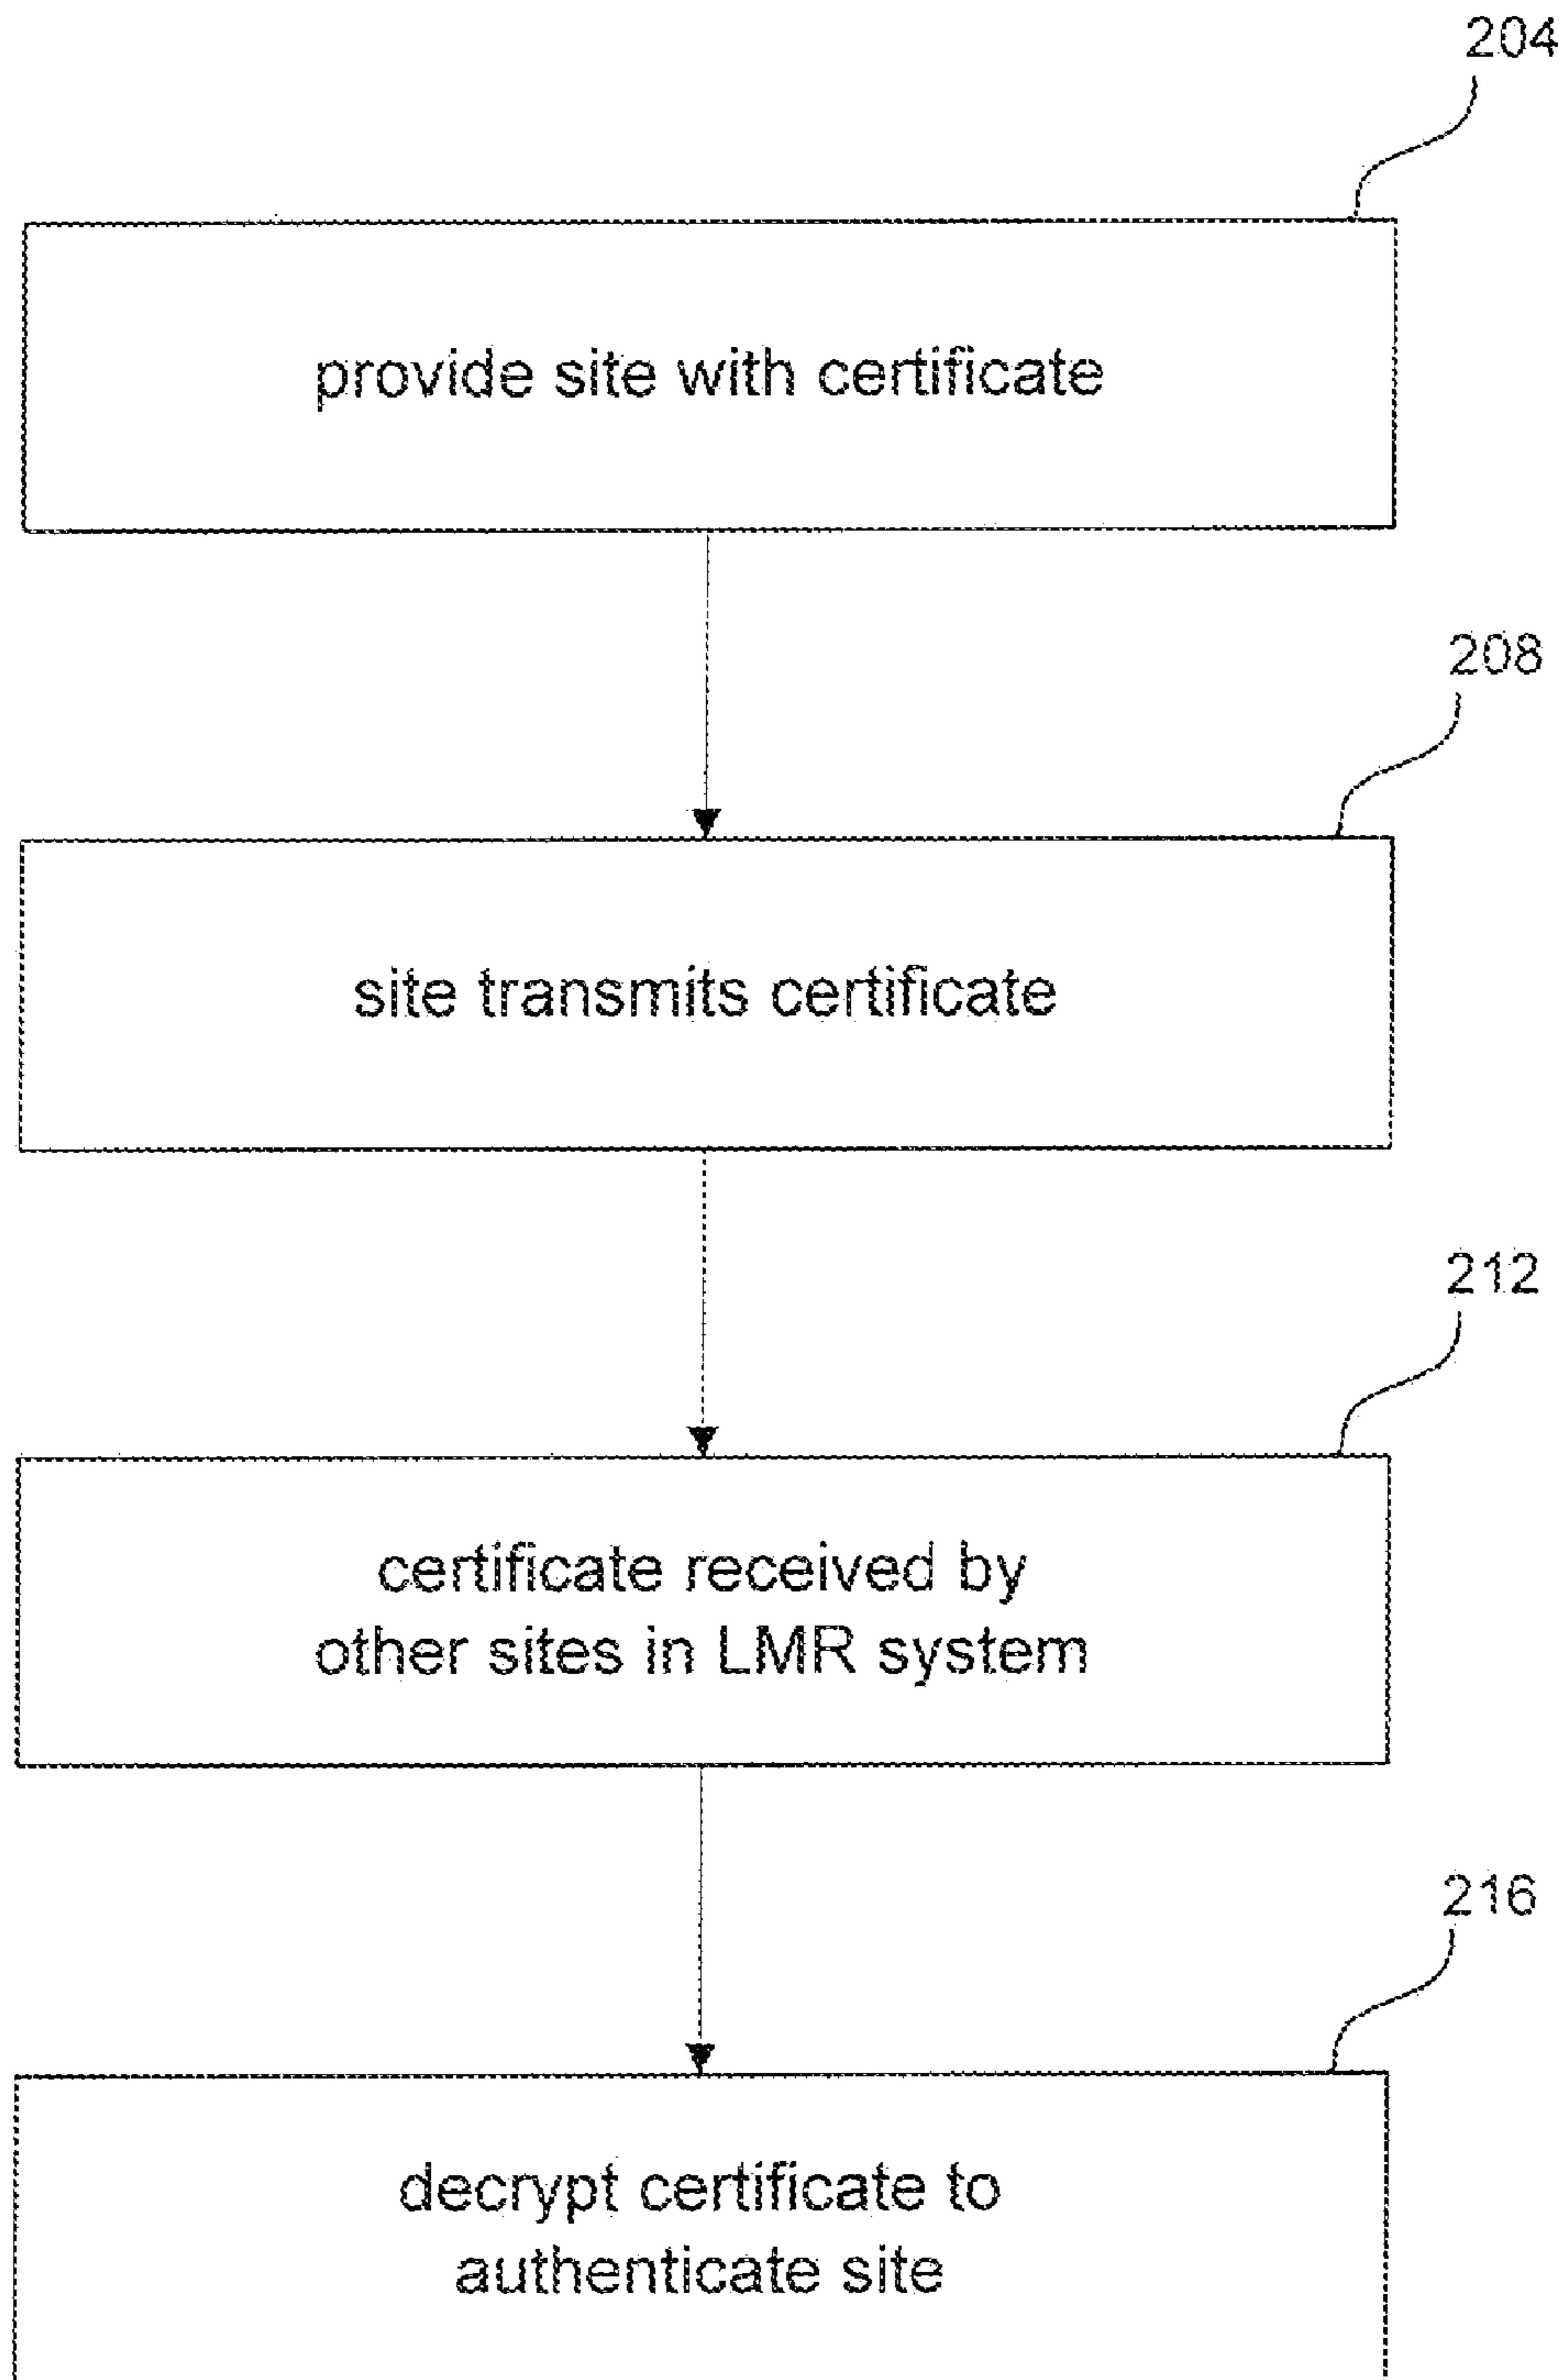 204
provide site with certificate
208
site transmits certificate
212
certificate received by
other sites in LMR system
216
decrypt certificate to
authenticate site